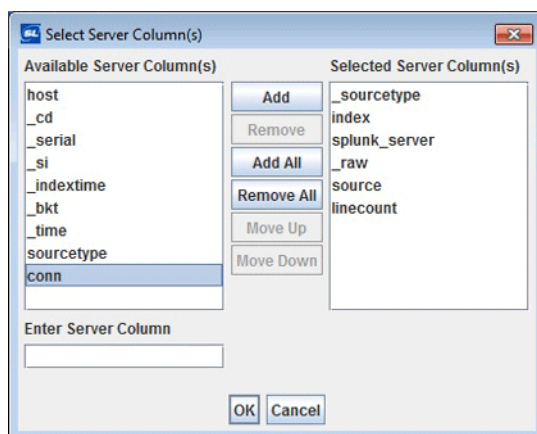 GL Select Server Column(s)
Available Server Column(s)
host
_cd
_serial
_si
_indextime
_bkt
_time
sourcetype
conn
Enter Server Column
Add
Remove
Add All
Remove All
Move Up
Move Down
Selected Server Column(s)
_sourcetype
index
splunk_server
_raw
source
linecount
OK Cancel